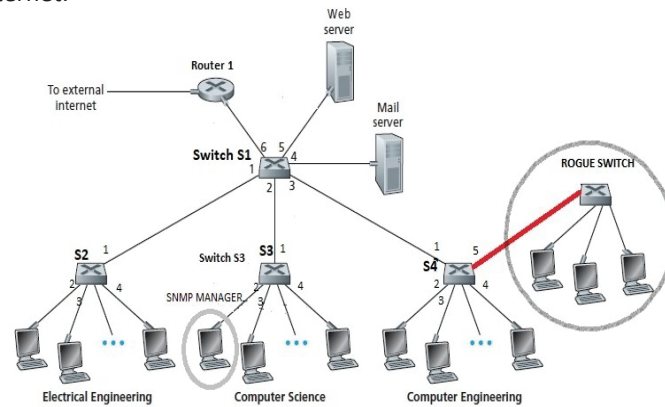 ternet.
Web
server
Router 1
To external
internet
Mail
server
Switch S1
6 5 4
1
2 3
ROGUE SWITCH
S2
1
Switch S3
S3
1
1
5
S4
2
3
4
SNMP MANAGER
2
3
4
2
3
4
Electrical Engineering
Computer Science
Computer Engineering